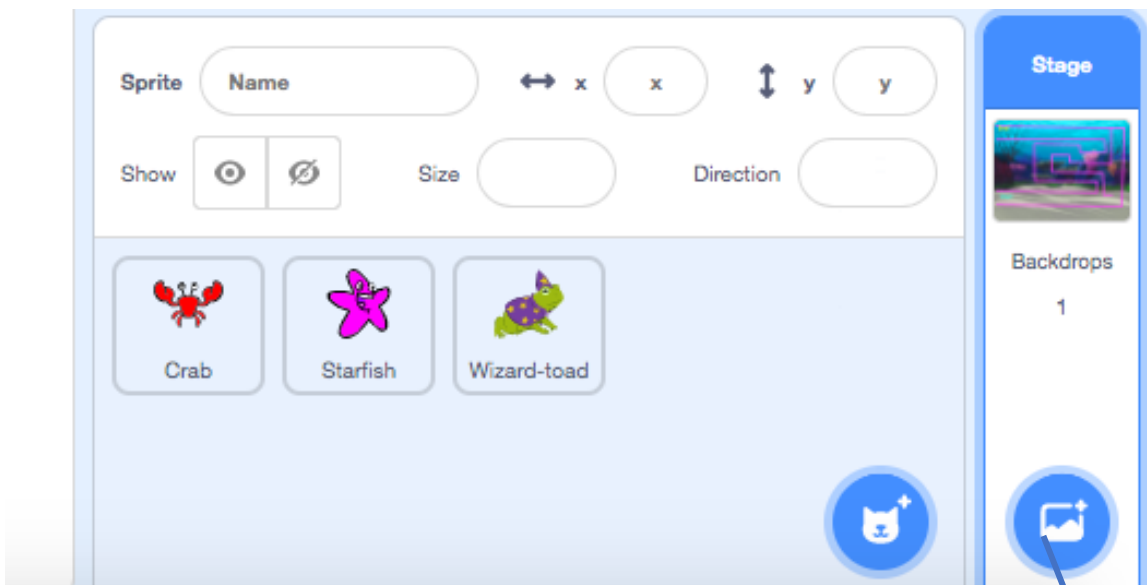 Sprite Name x x y y
Stage
Show Size Direction
Backdrops
1
Crab Starfish Wizard-toad